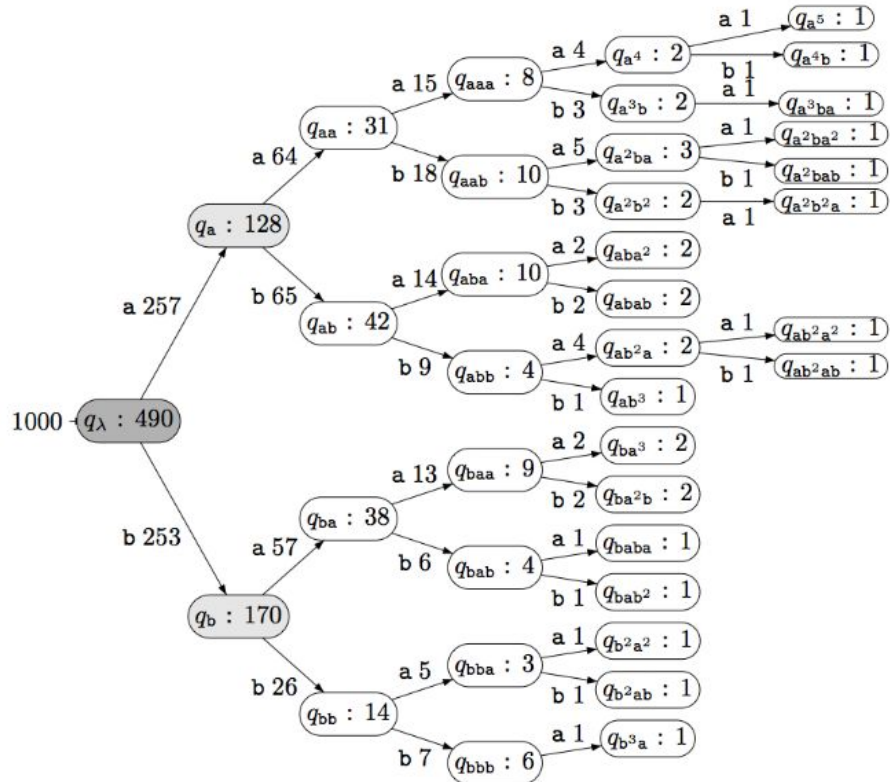 a 1
q_{a^5} : 1
a 4
q_{a^4} : 2
q_{a^4b} : 1
a 15
q_{aaa} : 8
b 1
a 1
b 3
q_{a^3b} : 2
q_{a^3ba} : 1
q_{aa} : 31
a 1
q_{a^2ba^2} : 1
a 64
a 5
q_{a^2ba} : 3
b 18
q_{aab} : 10
q_{a^2bab} : 1
b 1
b 3
q_{a^2b^2} : 2
q_{a^2b^2a} : 1
a 1
q_a : 128
a 2
q_{aba^2} : 2
a 14
q_{aba} : 10
b 65
b 2
q_{abab} : 2
a 257
q_{ab} : 42
a 1
q_{ab^2a^2} : 1
a 4
q_{ab^2a} : 2
b 9
q_{abb} : 4
q_{ab^2ab} : 1
b 1
b 1
q_{ab^3} : 1
1000
q_λ : 490
a 2
q_{ba^3} : 2
a 13
q_{baa} : 9
b 2
q_{ba^2b} : 2
q_{ba} : 38
b 253
a 57
a 1
q_{baba} : 1
b 6
q_{bab} : 4
b 1
q_{bab^2} : 1
q_b : 170
a 1
q_{b^2a^2} : 1
a 5
q_{bba} : 3
b 26
b 1
q_{b^2ab} : 1
q_{bb} : 14
a 1
q_{b^3a} : 1
b 7
q_{bbb} : 6